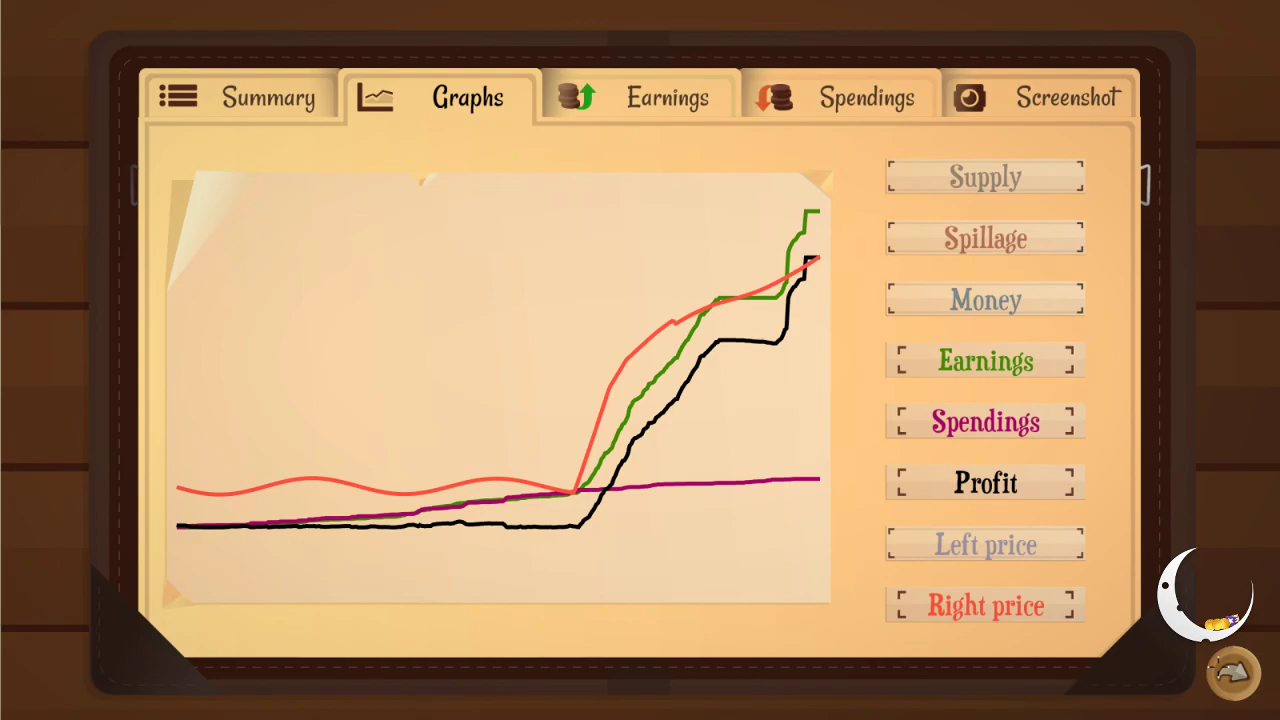 Summary
Graphs
Earnings
Spendings
Screenshot
Supply
Spillage
Money
Earnings
Spendings
Profit
Left price
Right price